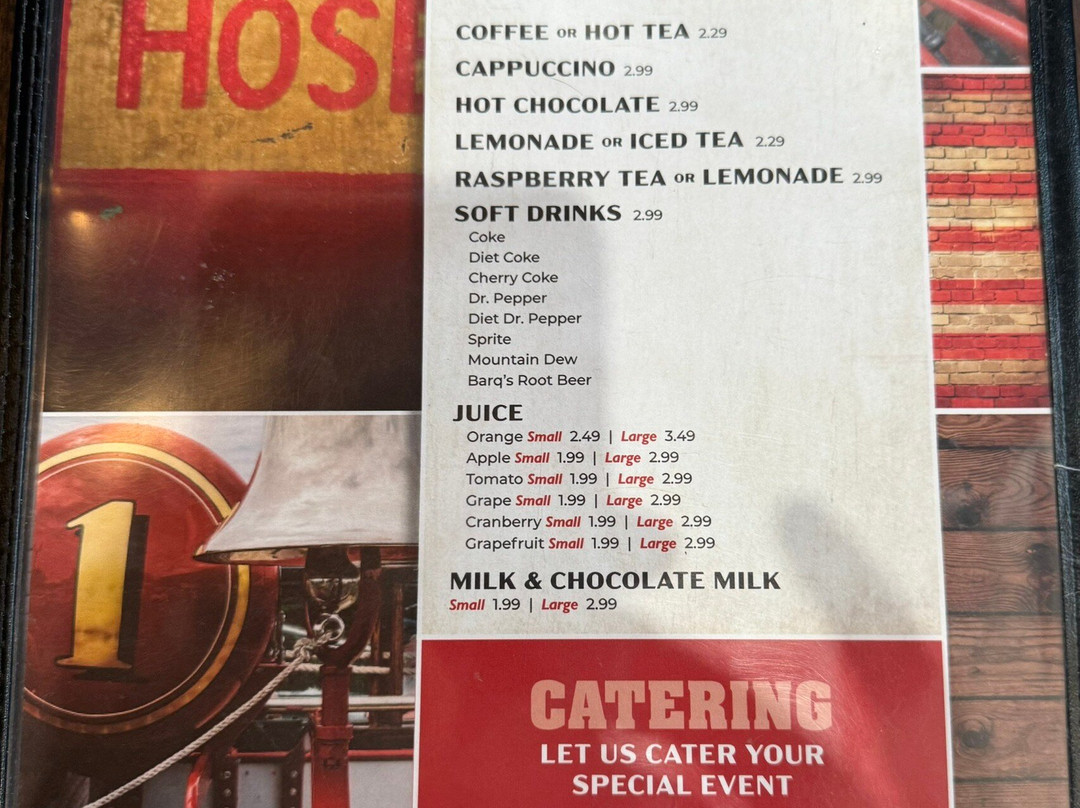 HOSE
COFFEE OR HOT TEA 2.29
CAPPUCCINO 2.99
HOT CHOCOLATE 2.99
LEMONADE OR ICED TEA 2.29
RASPBERRY TEA OR LEMONADE 2.99
SOFT DRINKS 2.99
Coke
Diet Coke
Cherry Coke
Dr. Pepper
Diet Dr. Pepper
Sprite
Mountain Dew
Barq's Root Beer
JUICE
Orange Small 2.49 | Large 3.49
Apple Small 1.99 | Large 2.99
Tomato Small 1.99 | Large 2.99
Grape Small 1.99 | Large 2.99
Cranberry Small 1.99 | Large 2.99
Grapefruit Small 1.99 | Large 2.99
MILK & CHOCOLATE MILK
Small 1.99 | Large 2.99
1
CATERING
LET US CATER YOUR
SPECIAL EVENT